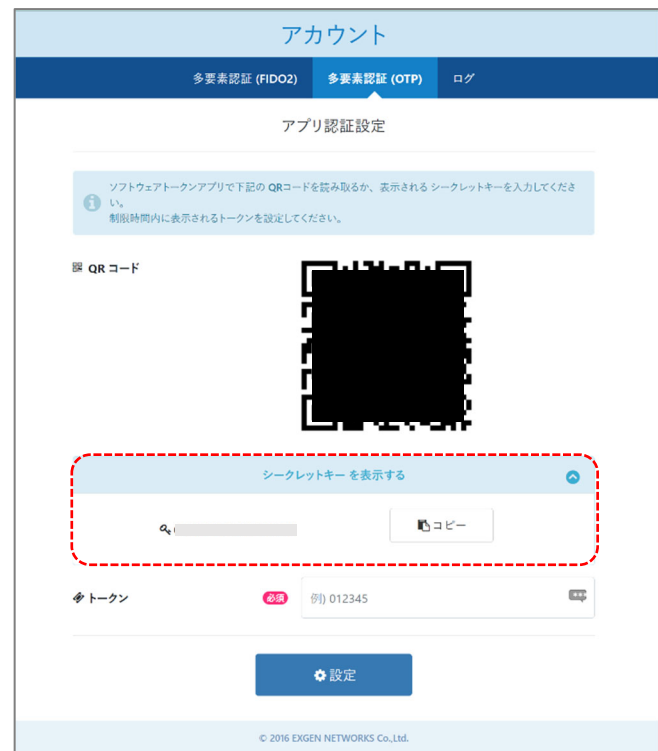 アカウント
多要素認証 (FIDO2) 多要素認証 (OTP) ログ
アプリ認証設定
ソフトウェアトークンアプリで下記の QRコードを読み取るか、表示される シークレットキーを入力してくださ
い。
制限時間内に表示されるトークンを設定してください。
QR コード
シークレットキー を表示する
コピー
トークン 必須 例) 012345
設定
© 2016 EXGEN NETWORKS Co.,Ltd.